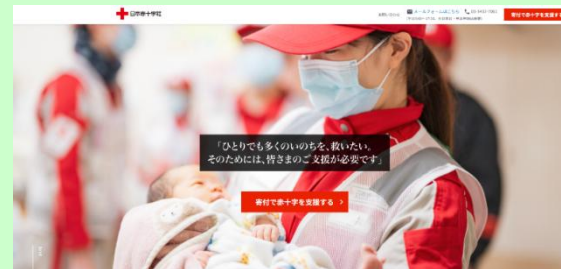 日本赤十字社
寄付で赤十字を支援する
「ひとりでも多くのいのちを、救いたい。
そのためには、皆さまのご支援が必要です」
寄付で赤十字を支援する